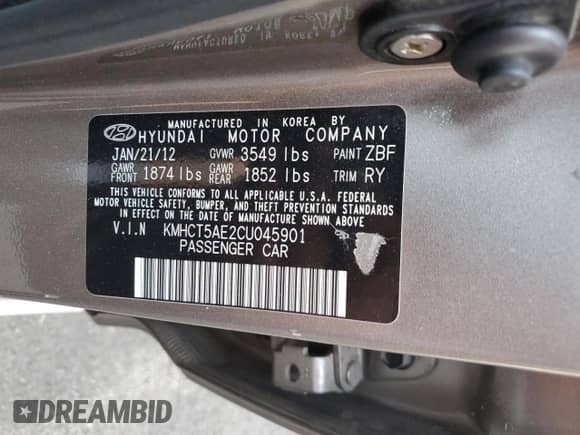 MANUFACTURED IN KOREA BY
HYUNDAI MOTOR COMPANY
JAN/21/12 GVWR 3549 lbs PAINT ZBF
GAWR FRONT 1874 lbs GAWR REAR 1852 lbs TRIM RY
THIS VEHICLE CONFORMS TO ALL APPLICABLE U.S.A. FEDERAL
MOTOR VEHICLE SAFETY, BUMPER, AND THEFT PREVENTION STANDARDS
IN EFFECT ON THE DATE OF MANUFACTURE SHOWN ABOVE.
V.I.N KMHCT5AE2CU045901
PASSENGER CAR
DREAMBID